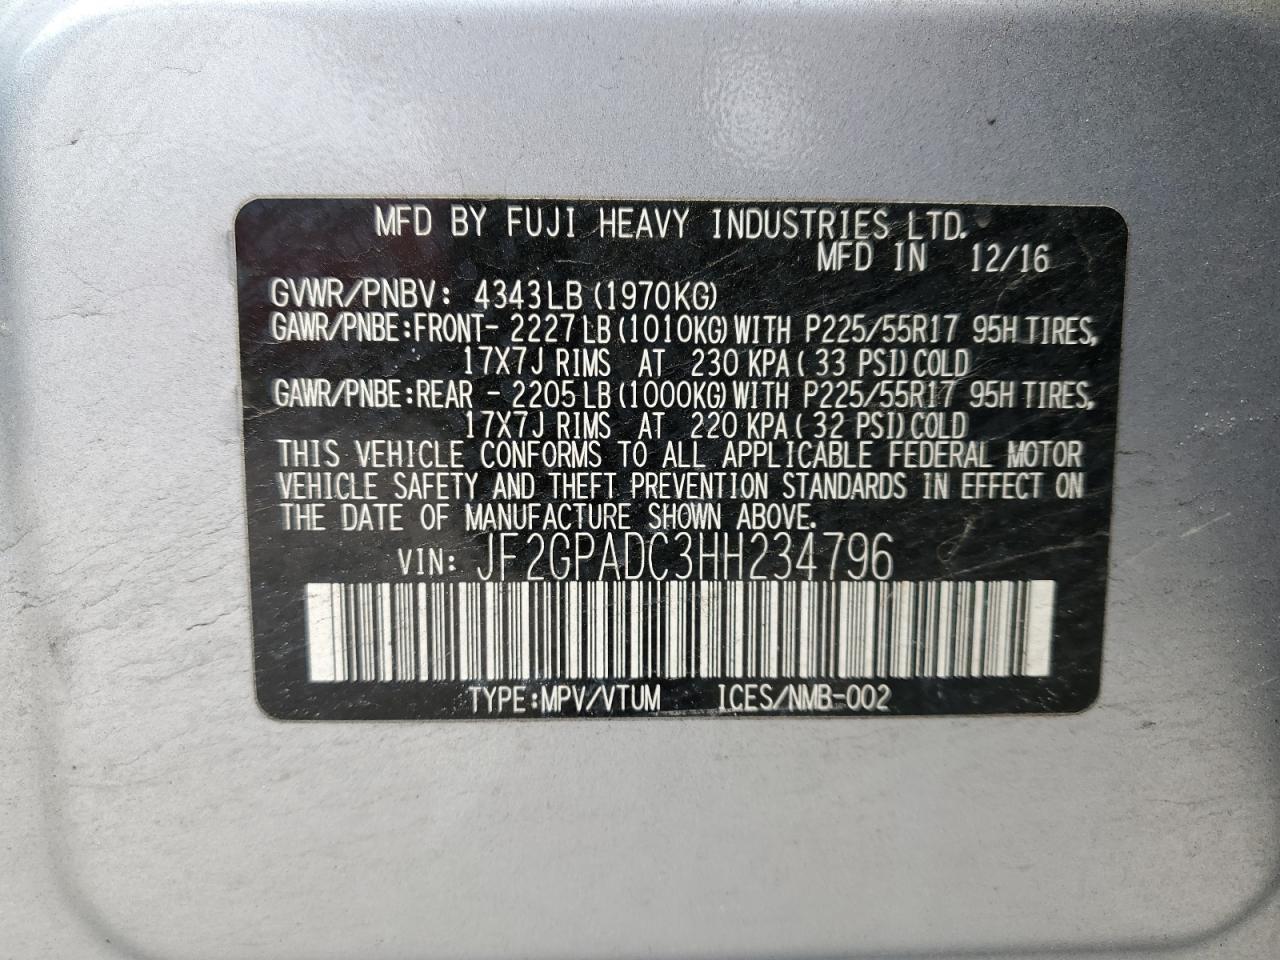 MFD BY FUJI HEAVY INDUSTRIES LTD.
MFD IN 12/16
GVWR/PNBV: 4343LB (1970KG)
GAWR/PNBE:FRONT- 2227 LB (1010KG) WITH P225/55R17 95H TIRES,
17X7J RIMS AT 230 KPA ( 33 PSI) COLD
GAWR/PNBE:REAR - 2205 LB (1000KG) WITH P225/55R17 95H TIRES,
17X7J RIMS AT 220 KPA ( 32 PSI) COLD
THIS VEHICLE CONFORMS TO ALL APPLICABLE FEDERAL MOTOR
VEHICLE SAFETY AND THEFT PREVENTION STANDARDS IN EFFECT ON
THE DATE OF MANUFACTURE SHOWN ABOVE.
VIN: JF2GPADC3HH234796
TYPE:MPV/VTUM ICES/NMB-002